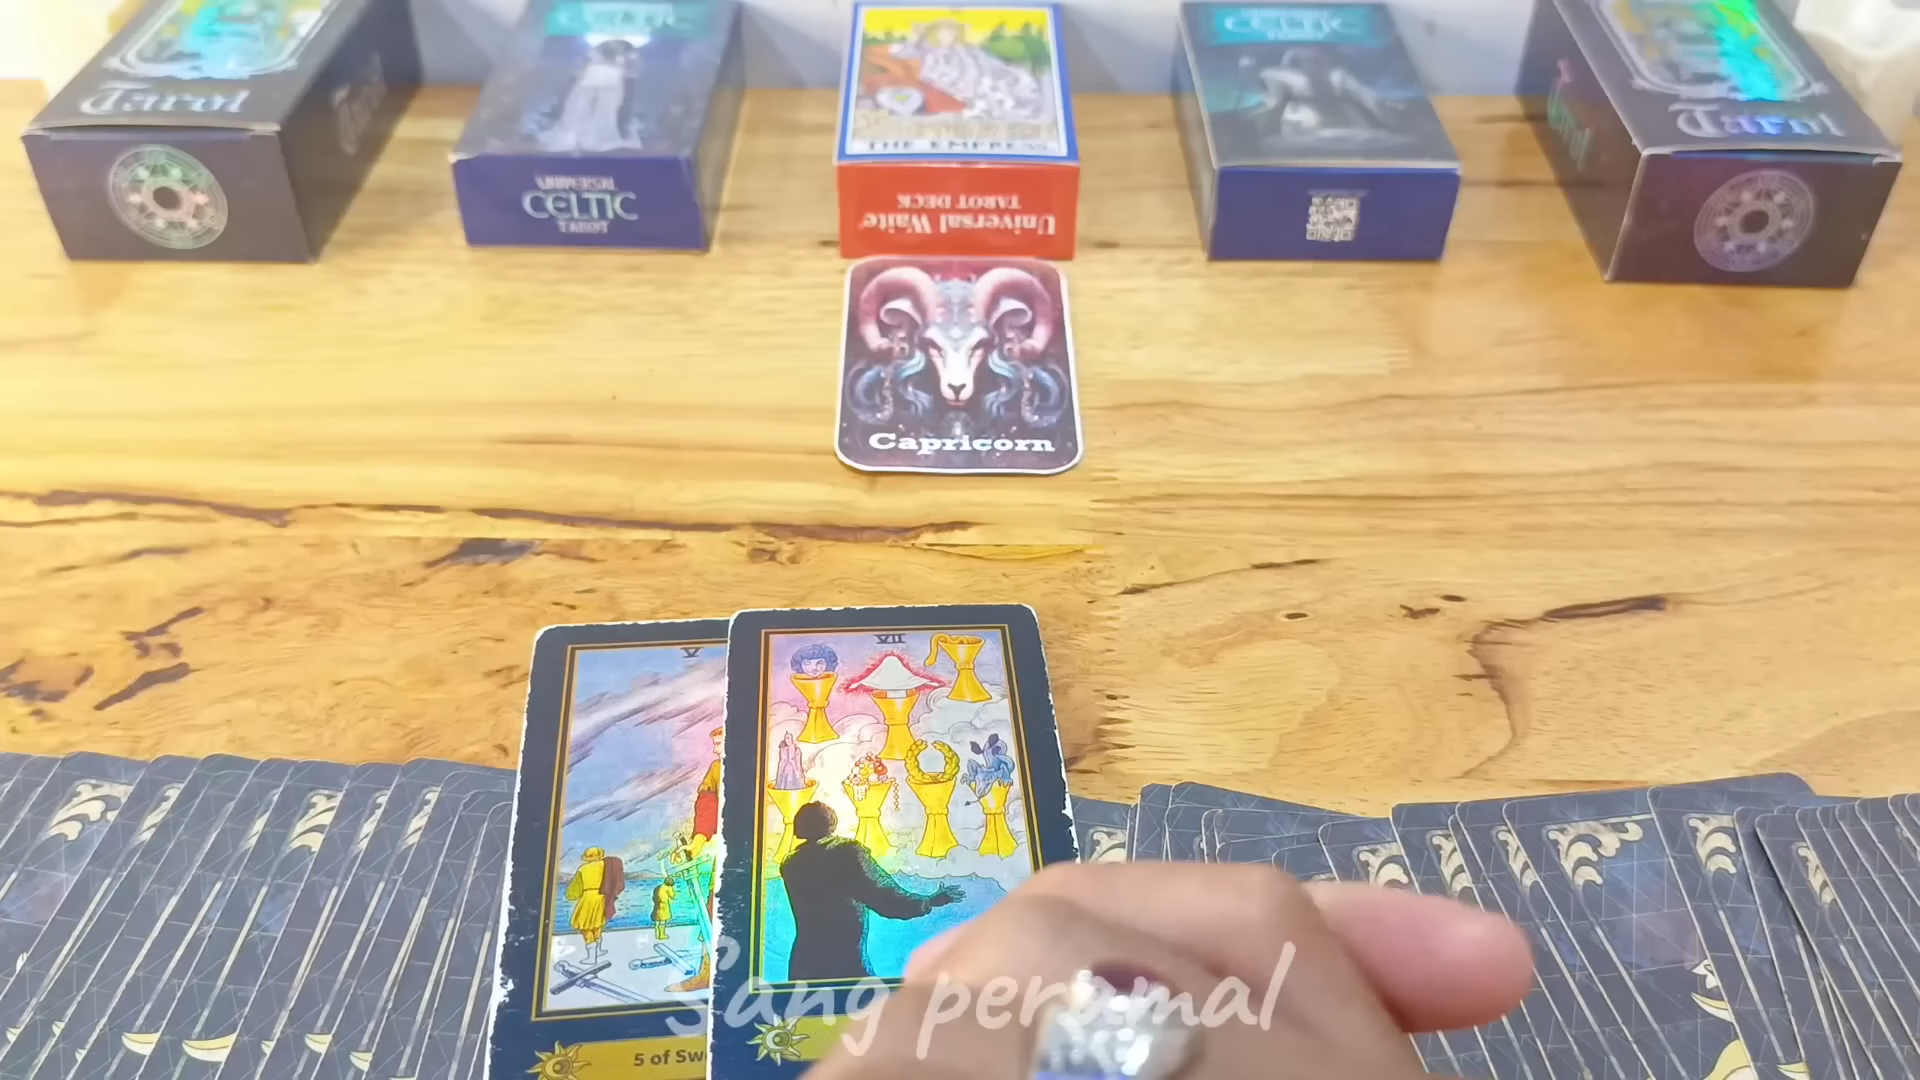 Tarot
Tarot
CELTIC
UNIVERSAL
CELTIC
TAROT
THE EMPRESS
Universal Waite
TAROT DECK
CELTIC
Tarot
Capricorn
V
VII
5 of Sw
Sang peramal